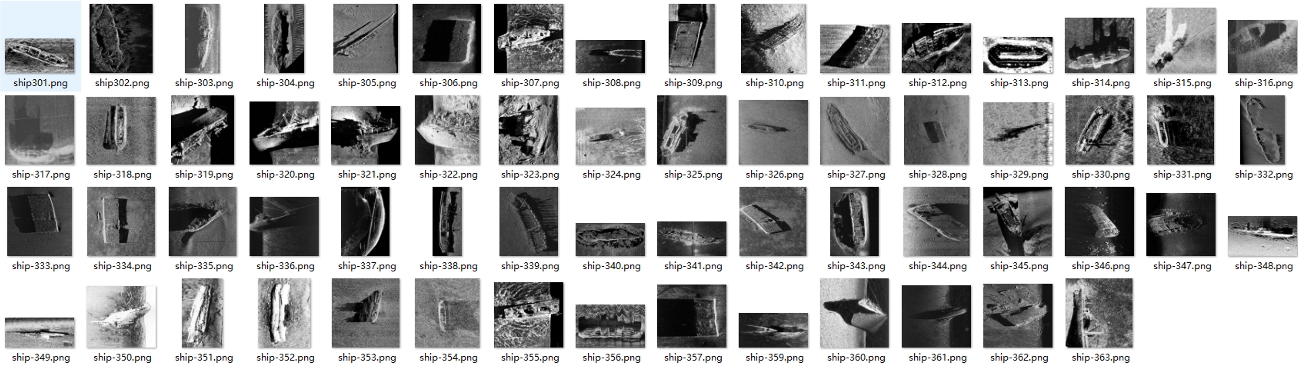 ship301.png ship302.png ship-303.png ship-304.png ship-305.png ship-306.png ship-307.png ship-308.png ship-309.png ship-310.png ship-311.png ship-312.png ship-313.png ship-314.png ship-315.png ship-316.png
ship-317.png ship-318.png ship-319.png ship-320.png ship-321.png ship-322.png ship-323.png ship-324.png ship-325.png ship-326.png ship-327.png ship-328.png ship-329.png ship-330.png ship-331.png ship-332.png
ship-333.png ship-334.png ship-335.png ship-336.png ship-337.png ship-338.png ship-339.png ship-340.png ship-341.png ship-342.png ship-343.png ship-344.png ship-345.png ship-346.png ship-347.png ship-348.png
ship-349.png ship-350.png ship-351.png ship-352.png ship-353.png ship-354.png ship-355.png ship-356.png ship-357.png ship-359.png ship-360.png ship-361.png ship-362.png ship-363.png